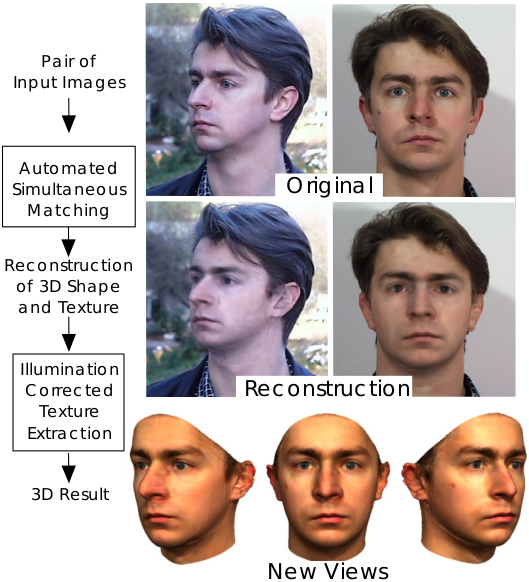 Pair of
Input Images
Automated
Simultaneous
Matching
Original
Reconstruction
of 3D Shape
and Texture
Illumination
Corrected
Texture
Extraction
Reconstruction
3D Result
New Views